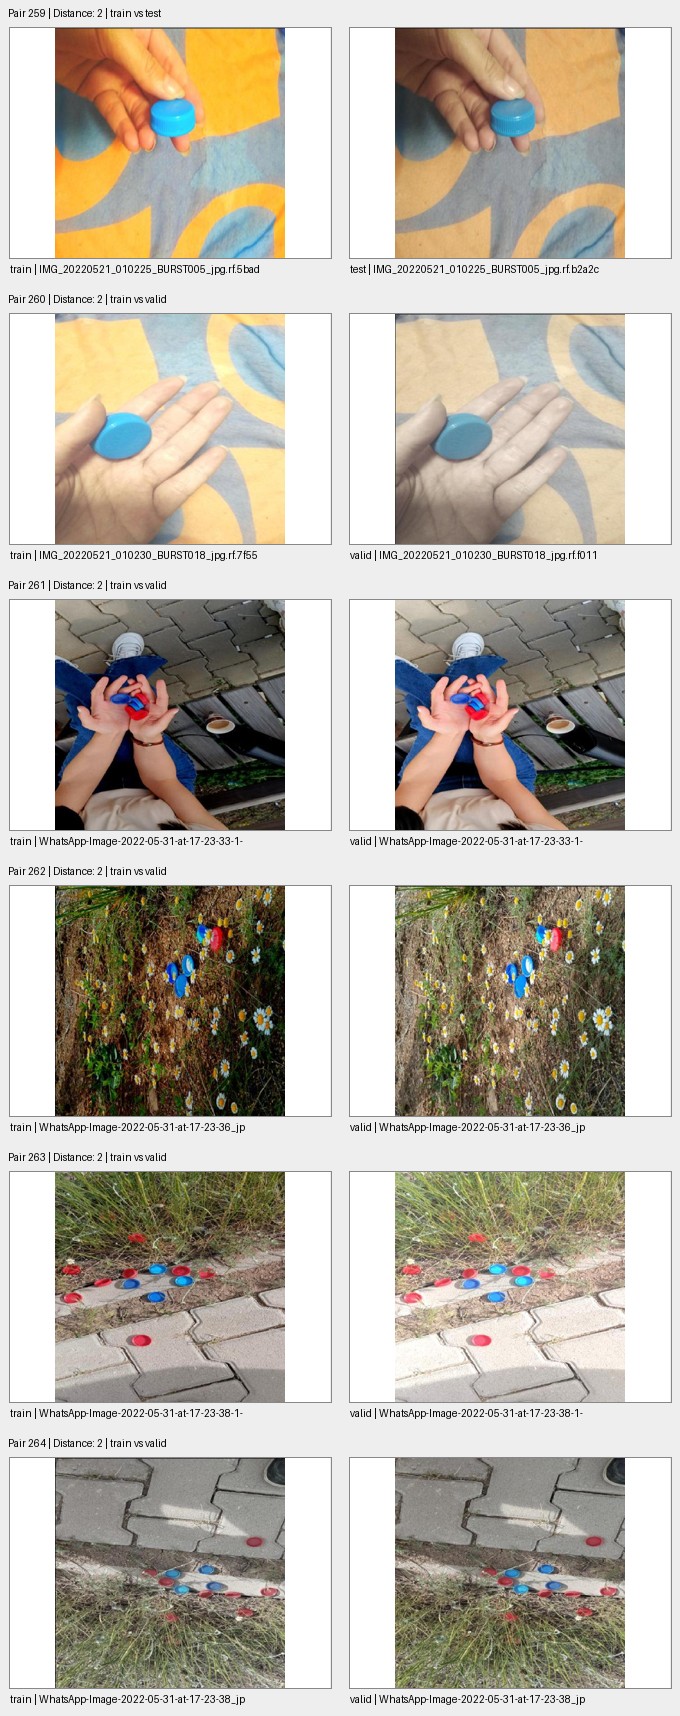 Pair 259 | Distance: 2 | train vs test
train | IMG_20220521_010225_BURST005_jpg.rf.5bad
test | IMG_20220521_010225_BURST005_jpg.rf.b2a2c
Pair 260 | Distance: 2 | train vs valid
train | IMG_20220521_010230_BURST018_jpg.rf.7f55
valid | IMG_20220521_010230_BURST018_jpg.rf.f011
Pair 261 | Distance: 2 | train vs valid
train | WhatsApp-Image-2022-05-31-at-17-23-33-1-
valid | WhatsApp-Image-2022-05-31-at-17-23-33-1-
Pair 262 | Distance: 2 | train vs valid
train | WhatsApp-Image-2022-05-31-at-17-23-36_jp
valid | WhatsApp-Image-2022-05-31-at-17-23-36_jp
Pair 263 | Distance: 2 | train vs valid
train | WhatsApp-Image-2022-05-31-at-17-23-38-1-
valid | WhatsApp-Image-2022-05-31-at-17-23-38-1-
Pair 264 | Distance: 2 | train vs valid
train | WhatsApp-Image-2022-05-31-at-17-23-38_jp
valid | WhatsApp-Image-2022-05-31-at-17-23-38_jp